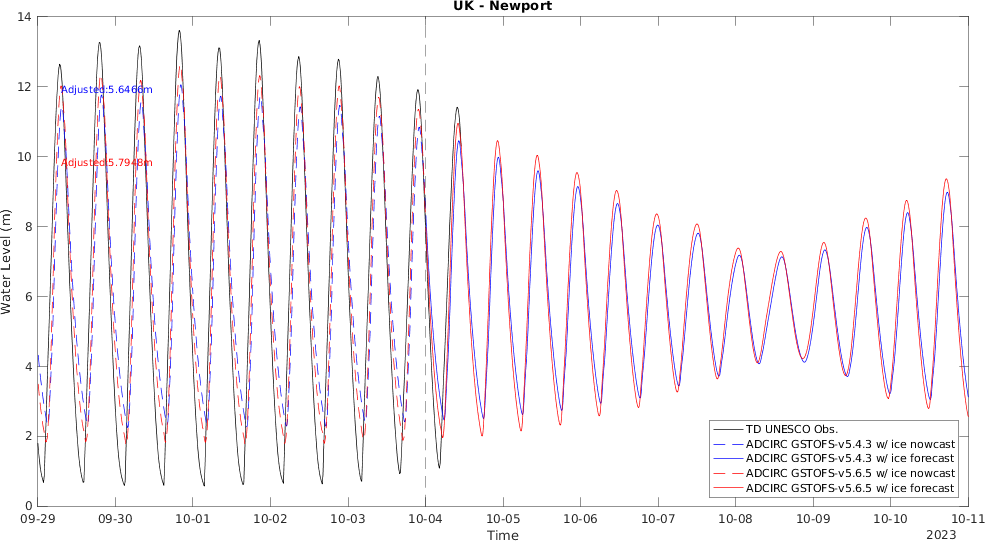 UK - Newport
14
12
10
8
6
4
2
0
Water Level (m)
Adjusted:5.6466m
Adjusted:5.7948m
TD UNESCO Obs.
ADCIRC GSTOFS-v5.4.3 w/ ice nowcast
ADCIRC GSTOFS-v5.4.3 w/ ice forecast
ADCIRC GSTOFS-v5.6.5 w/ ice nowcast
ADCIRC GSTOFS-v5.6.5 w/ ice forecast
09-29 09-30 10-01 10-02 10-03 10-04 10-05 10-06 10-07 10-08 10-09 10-10 10-11
Time
2023